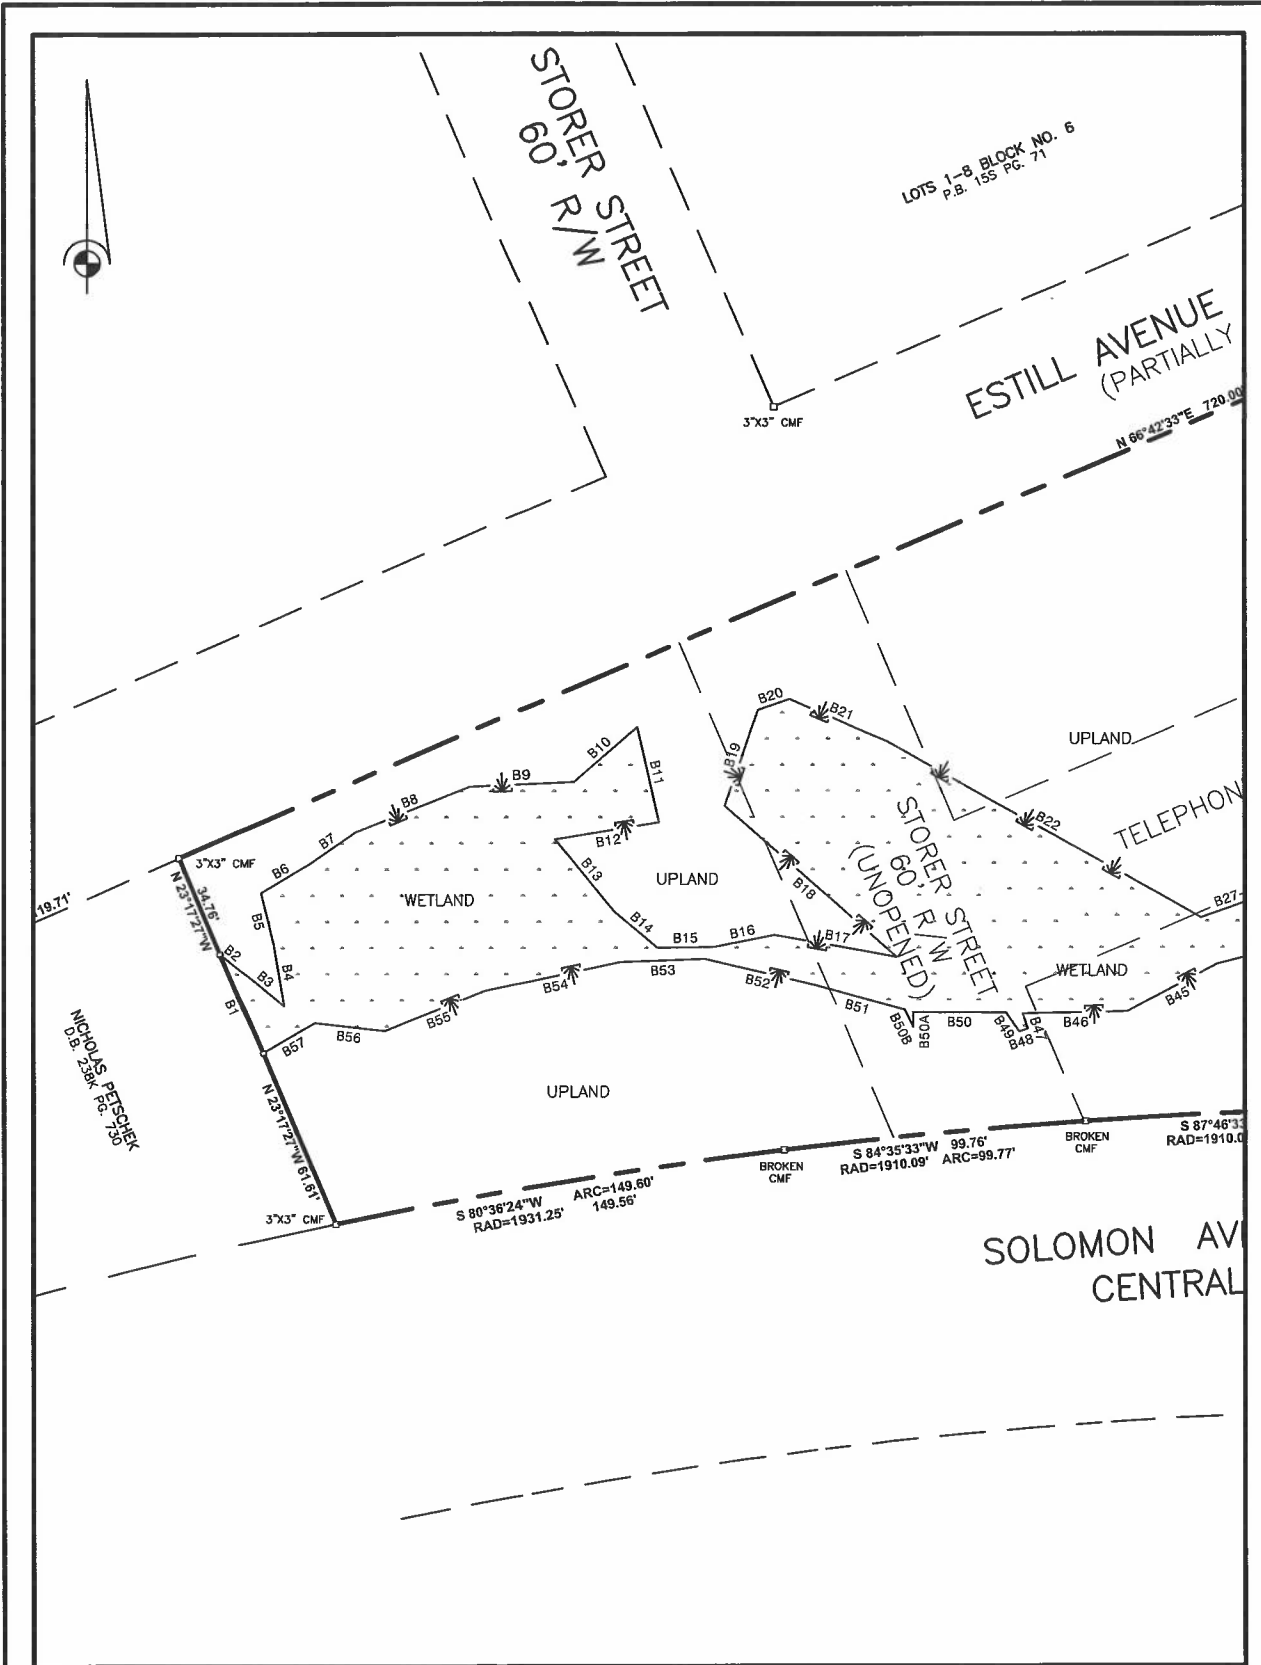 STORER STREET
60' R/W
LOTS 1-8 BLOCK NO. 6
P.B. 15S PG. 71
ESTILL AVENUE
(PARTIALLY
3"X3" CMF
N 66°42'33"E 720.00'
B20
B21
UPLAND
B19
B10
B11
B9
B8
B12
B22
TELEPHON
STORER STREET
60' R/W
(UNOPENED)
B7
B6
3"X3" CMF
34.76'
N 23°17'27"W
19.71'
B13
UPLAND
B18
WETLAND
B27
B5
B14
B15
B16
B17
B2
B3
B4
B53
B52
WETLAND
B45
B54
B1
B55
B56
B57
B51
B50B
B50A
B50
B49
B48
B47
B46
NICHOLAS PETSCHEK
D.B. 238K PG. 730
UPLAND
N 23°17'27"W 61.61'
3"X3" CMF
S 80°36'24"W ARC=149.60'
RAD=1931.25' 149.56'
BROKEN
CMF
S 84°35'33"W 99.76'
RAD=1910.09' ARC=99.77'
BROKEN
CMF
S 87°46'33
RAD=1910.0
SOLOMON AV
CENTRAL